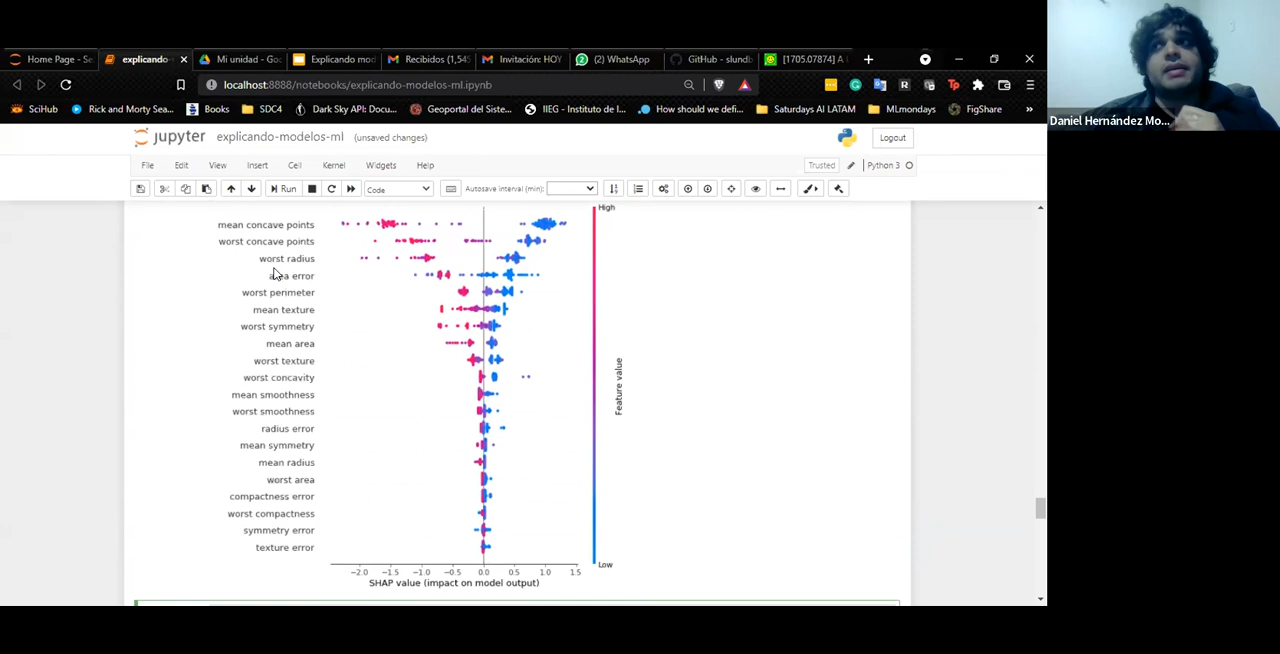 Home Page - Se
explicando-
Mi unidad - Goo
Explicando mod
Recibidos (1,545
Invitación: HOY
(2) WhatsApp
GitHub - slundb
[1705.07874] A U
localhost:8888/notebooks/explicando-modelos-ml.ipynb
SciHub
Rick and Morty Sea...
Books
SDC4
Dark Sky API: Docu...
Geoportal del Siste...
IIEG - Instituto de I...
How should we defi...
Saturdays AI LATAM
MLmondays
FigShare
»
Daniel Hernández Mo...
jupyter
explicando-modelos-ml
(unsaved changes)
Logout
File
Edit
View
Insert
Cell
Kernel
Widgets
Help
Trusted
Python 3
Run
Code
Autosave interval (min):
High
mean concave points
worst concave points
worst radius
area error
worst perimeter
mean texture
worst symmetry
mean area
worst texture
worst concavity
mean smoothness
worst smoothness
radius error
mean symmetry
mean radius
worst area
compactness error
worst compactness
symmetry error
texture error
Feature value
Low
−2.0 −1.5 −1.0 −0.5 0.0 0.5 1.0 1.5
SHAP value (impact on model output)